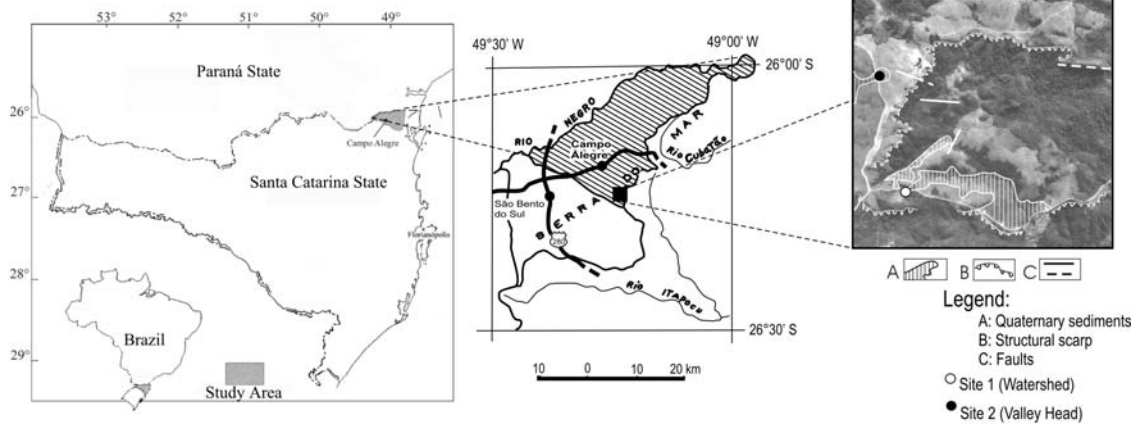 53°
52°
51°
50°
49°
Paraná State
26°
Campo Alegre
Santa Catarina State
27°
Florianópolis
28°
Brazil
29°
Study Area
49°30' W
49°00' W
26°00' S
RIO NEGRO
MAR
Campo Alegre
Rio Cubatão
DO
São Bento do Sul
SERRA
280
Rio ITAPOCU
26°30' S
10 0 10 20 km
A B C
Legend:
A: Quaternary sediments
B: Structural scarp
C: Faults
Site 1 (Watershed)
Site 2 (Valley Head)